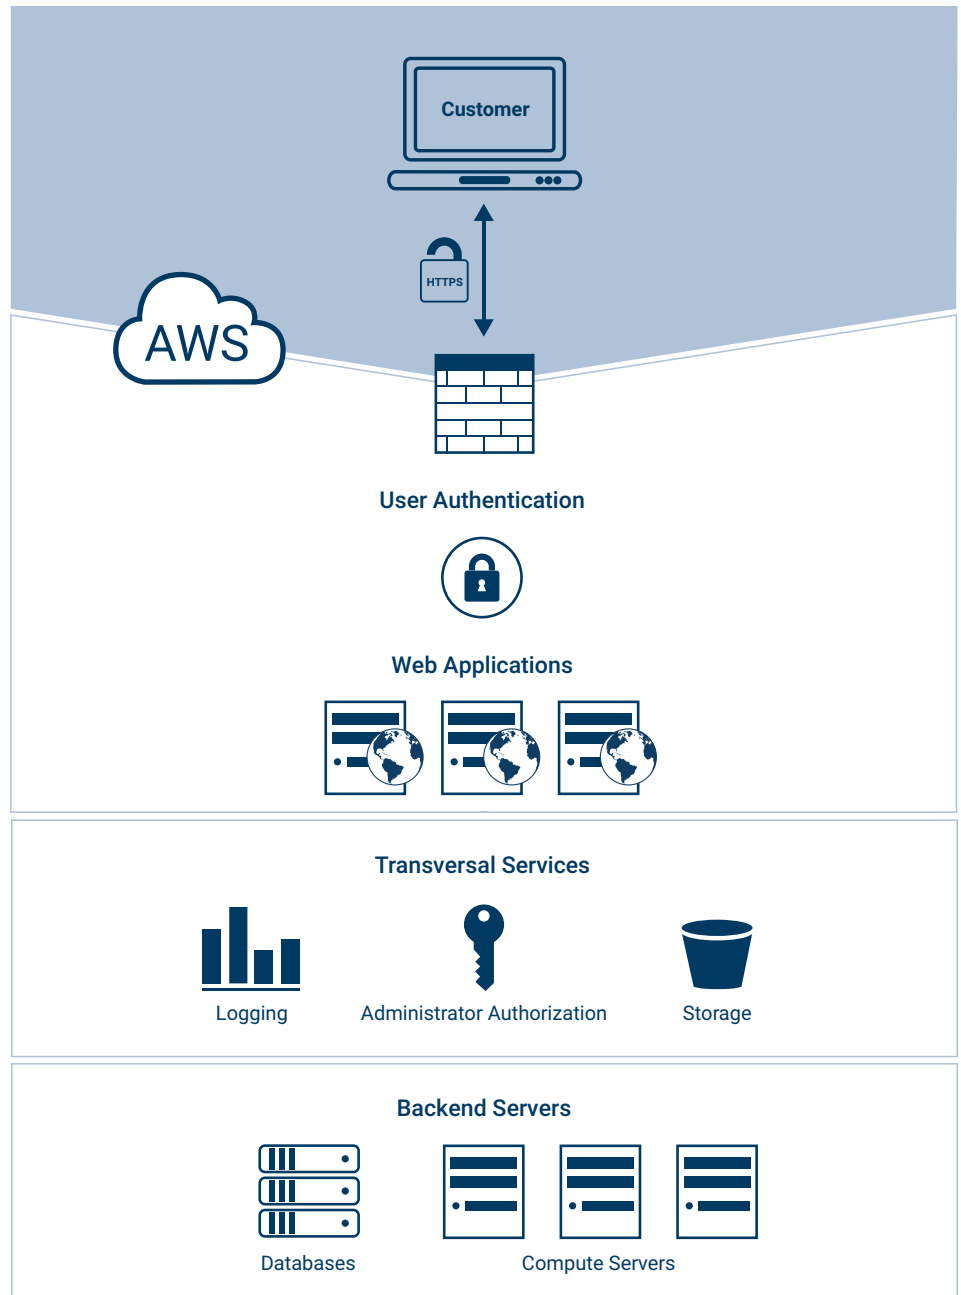 Customer
HTTPS
AWS
User Authentication
Web Applications
Transversal Services
Logging
Administrator Authorization
Storage
Backend Servers
Databases
Compute Servers